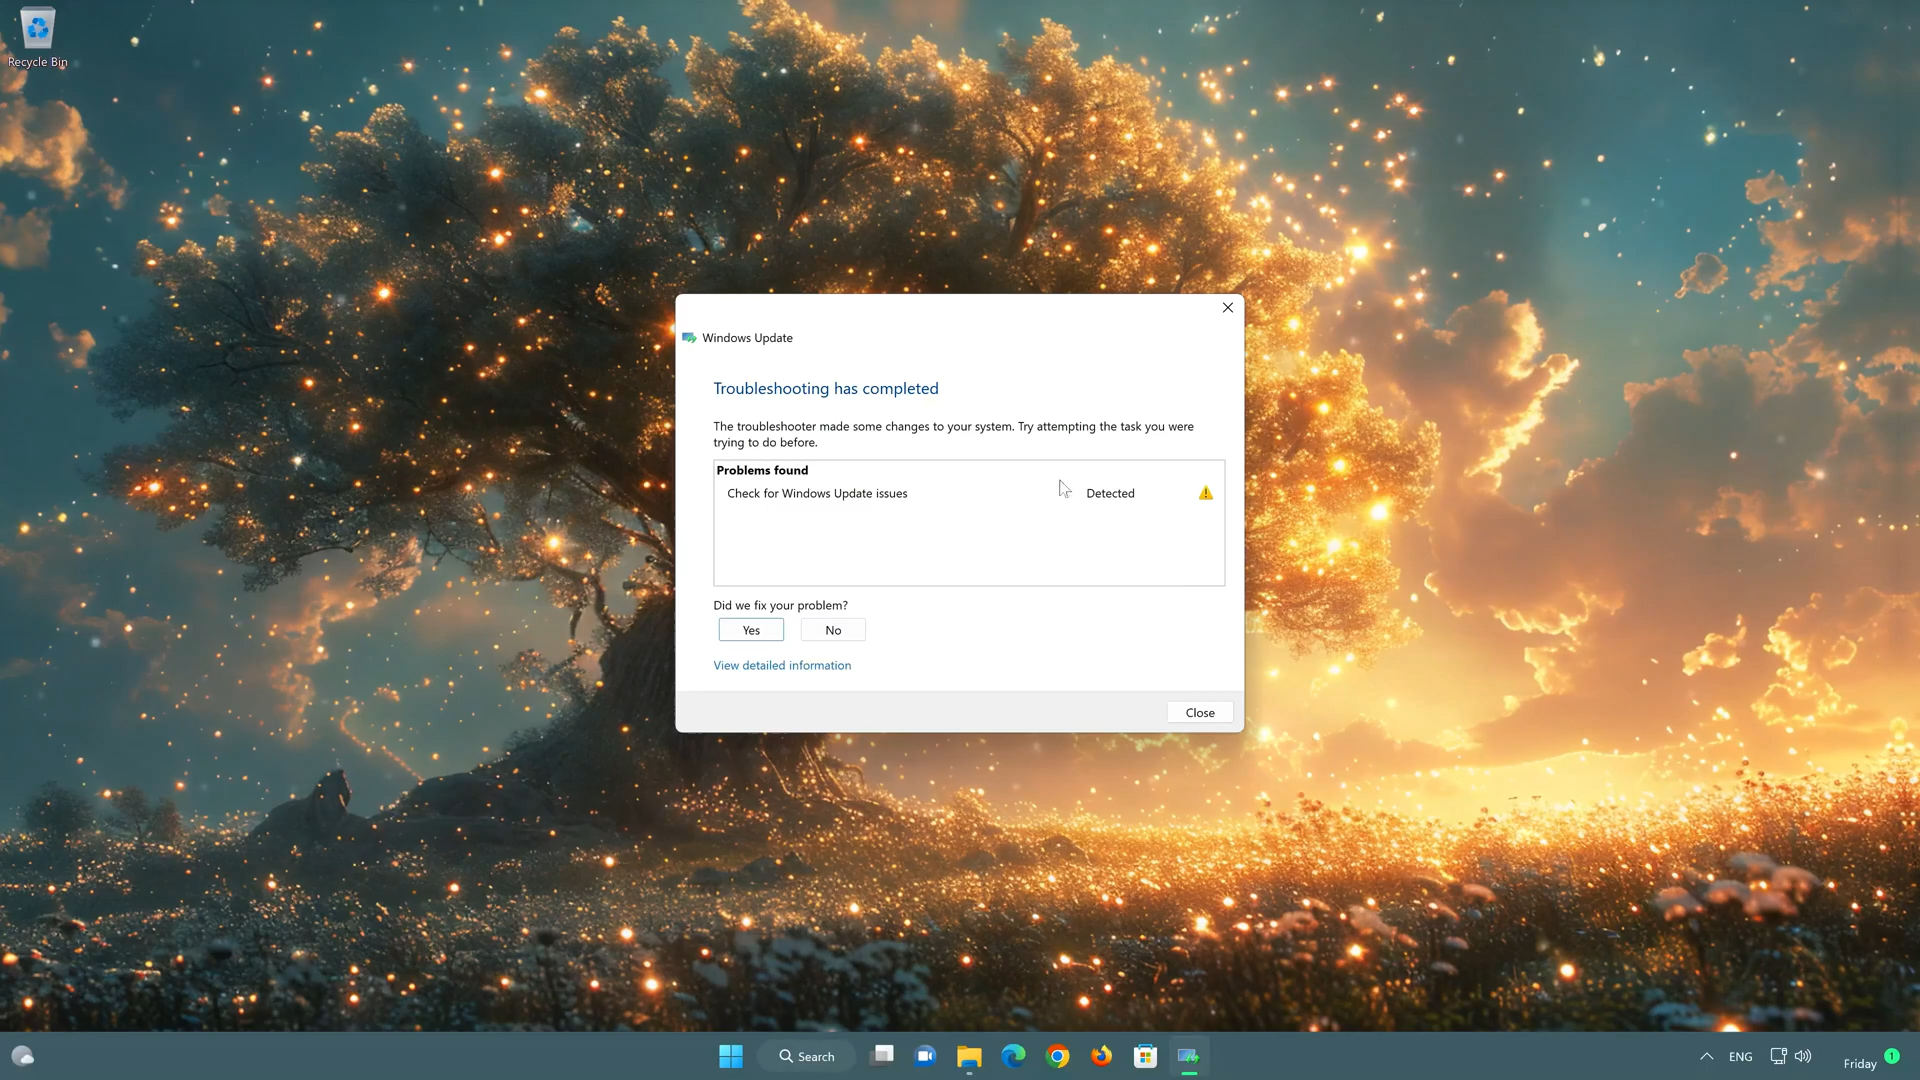 Recycle Bin
Windows Update
Troubleshooting has completed
The troubleshooter made some changes to your system. Try attempting the task you were
trying to do before.
Problems found
Check for Windows Update issues Detected
Did we fix your problem?
Yes No
View detailed information
Close
Search ENG Friday 1